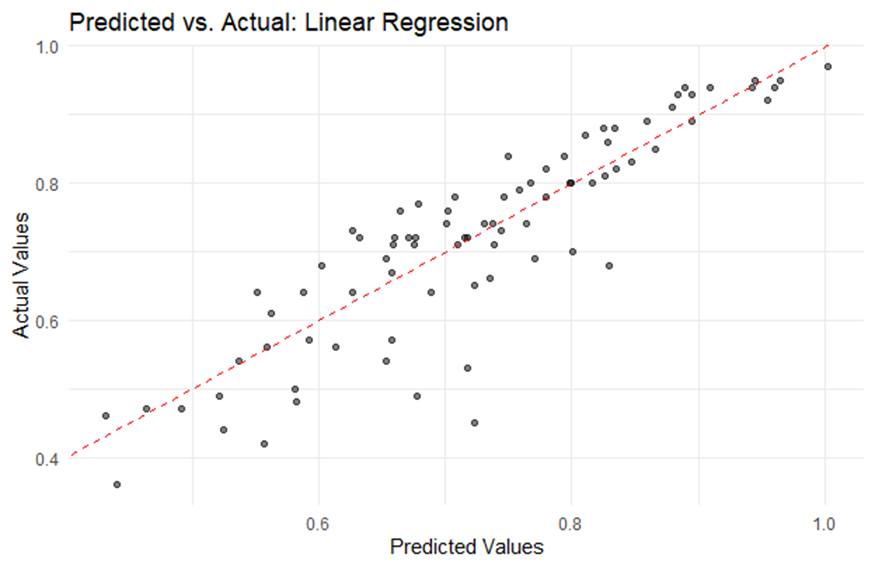 Predicted vs. Actual: Linear Regression
1.0
0.8
0.6
0.4
Actual Values
0.6 0.8 1.0
Predicted Values